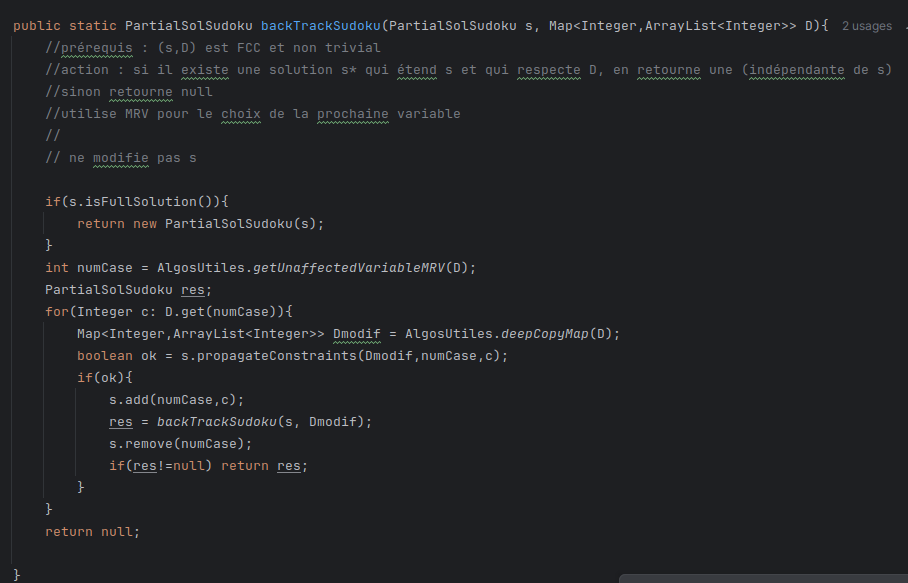 public static PartialSolSudoku backTrackSudoku(PartialSolSudoku s, Map<Integer,ArrayList<Integer>> D){ 2 usages
//prérequis : (s,D) est FCC et non trivial
//action : si il existe une solution s* qui étend s et qui respecte D, en retourne une (indépendante de s)
//sinon retourne null
//utilise MRV pour le choix de la prochaine variable
//
// ne modifie pas s
if(s.isFullSolution()){
return new PartialSolSudoku(s);
}
int numCase = AlgosUtiles.getUnaffectedVariableMRV(D);
PartialSolSudoku res;
for(Integer c: D.get(numCase)){
Map<Integer,ArrayList<Integer>> Dmodif = AlgosUtiles.deepCopyMap(D);
boolean ok = s.propagateConstraints(Dmodif,numCase,c);
if(ok){
s.add(numCase,c);
res = backTrackSudoku(s, Dmodif);
s.remove(numCase);
if(res!=null) return res;
}
}
return null;
}